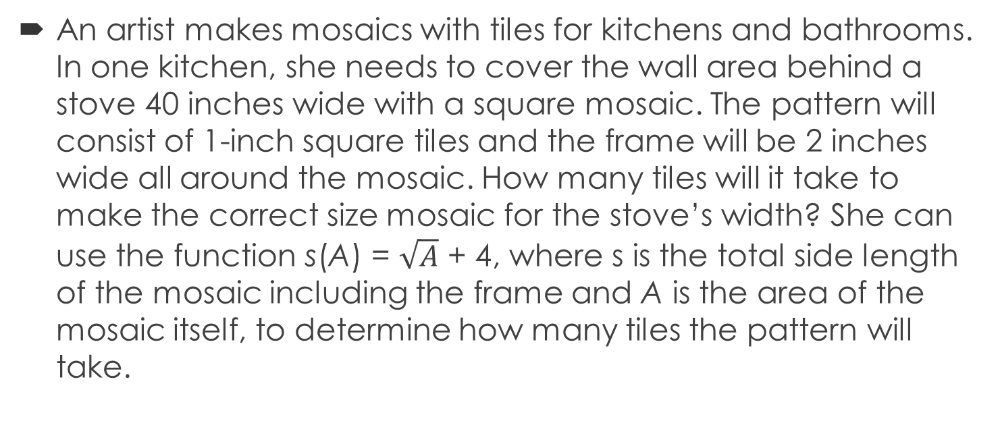 An artist makes mosaics with tiles for kitchens and bathrooms.
In one kitchen, she needs to cover the wall area behind a
stove 40 inches wide with a square mosaic. The pattern will
consist of 1-inch square tiles and the frame will be 2 inches
wide all around the mosaic. How many tiles will it take to
make the correct size mosaic for the stove’s width? She can
use the function s(A) = √A + 4, where s is the total side length
of the mosaic including the frame and A is the area of the
mosaic itself, to determine how many tiles the pattern will
take.